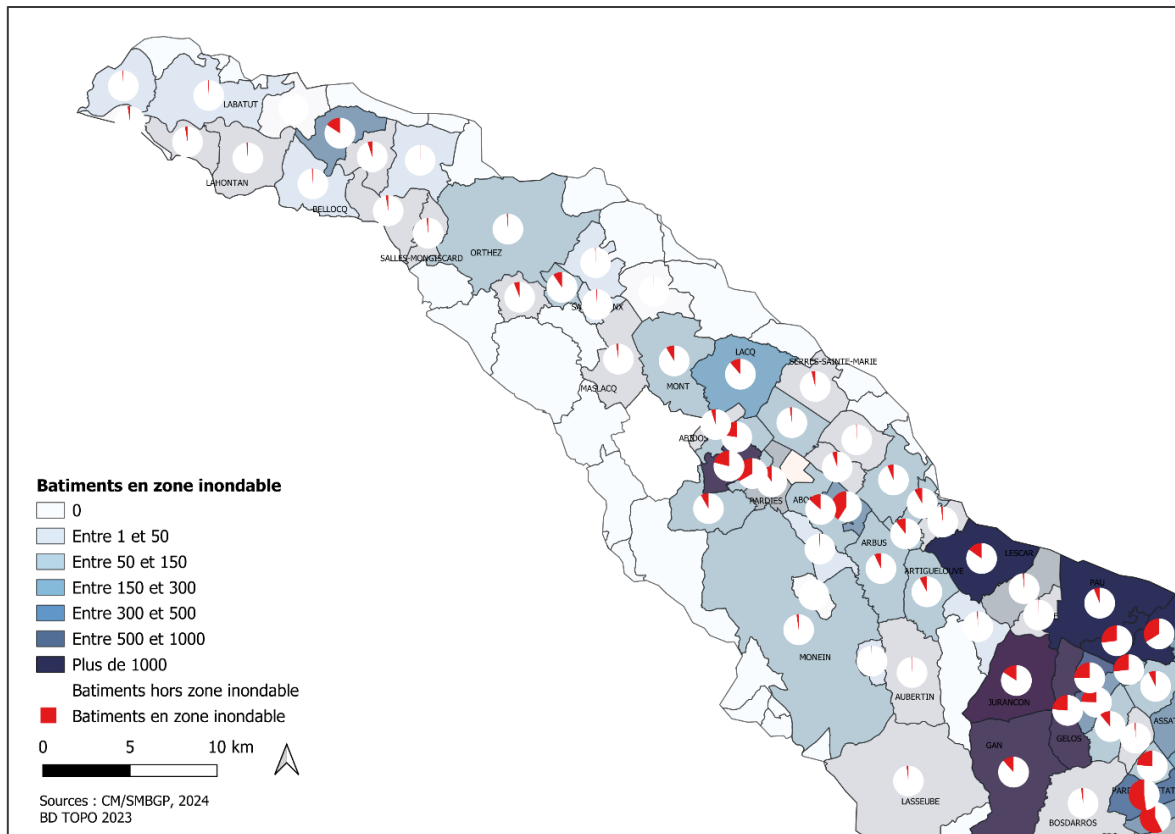 LABATUT
LAHONTAN
BELLOCQ
SALLES-MONGISCARD
ORTHEZ
NX
LACQ
SERRES-SAINTE-MARIE
MONT
MASLACQ
PARDIES
ARBUS
LESCAR
ARTIGUELOUVE
PAU
MONEIN
AUBERTIN
JURANCON
ASSAT
GELOS
GAN
LASSEUBE
BOSDARROS
Batiments en zone inondable
0
Entre 1 et 50
Entre 50 et 150
Entre 150 et 300
Entre 300 et 500
Entre 500 et 1000
Plus de 1000
Batiments hors zone inondable
Batiments en zone inondable
0 5 10 km
Sources : CM/SMBGP, 2024
BD TOPO 2023